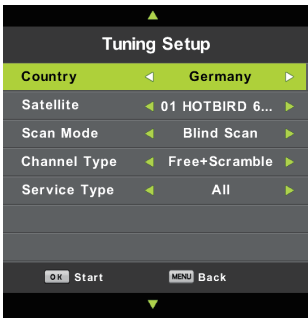 Tuning Setup
Country Germany
Satellite 01 HOTBIRD 6...
Scan Mode Blind Scan
Channel Type Free+Scramble
Service Type All
OK Start MENU Back